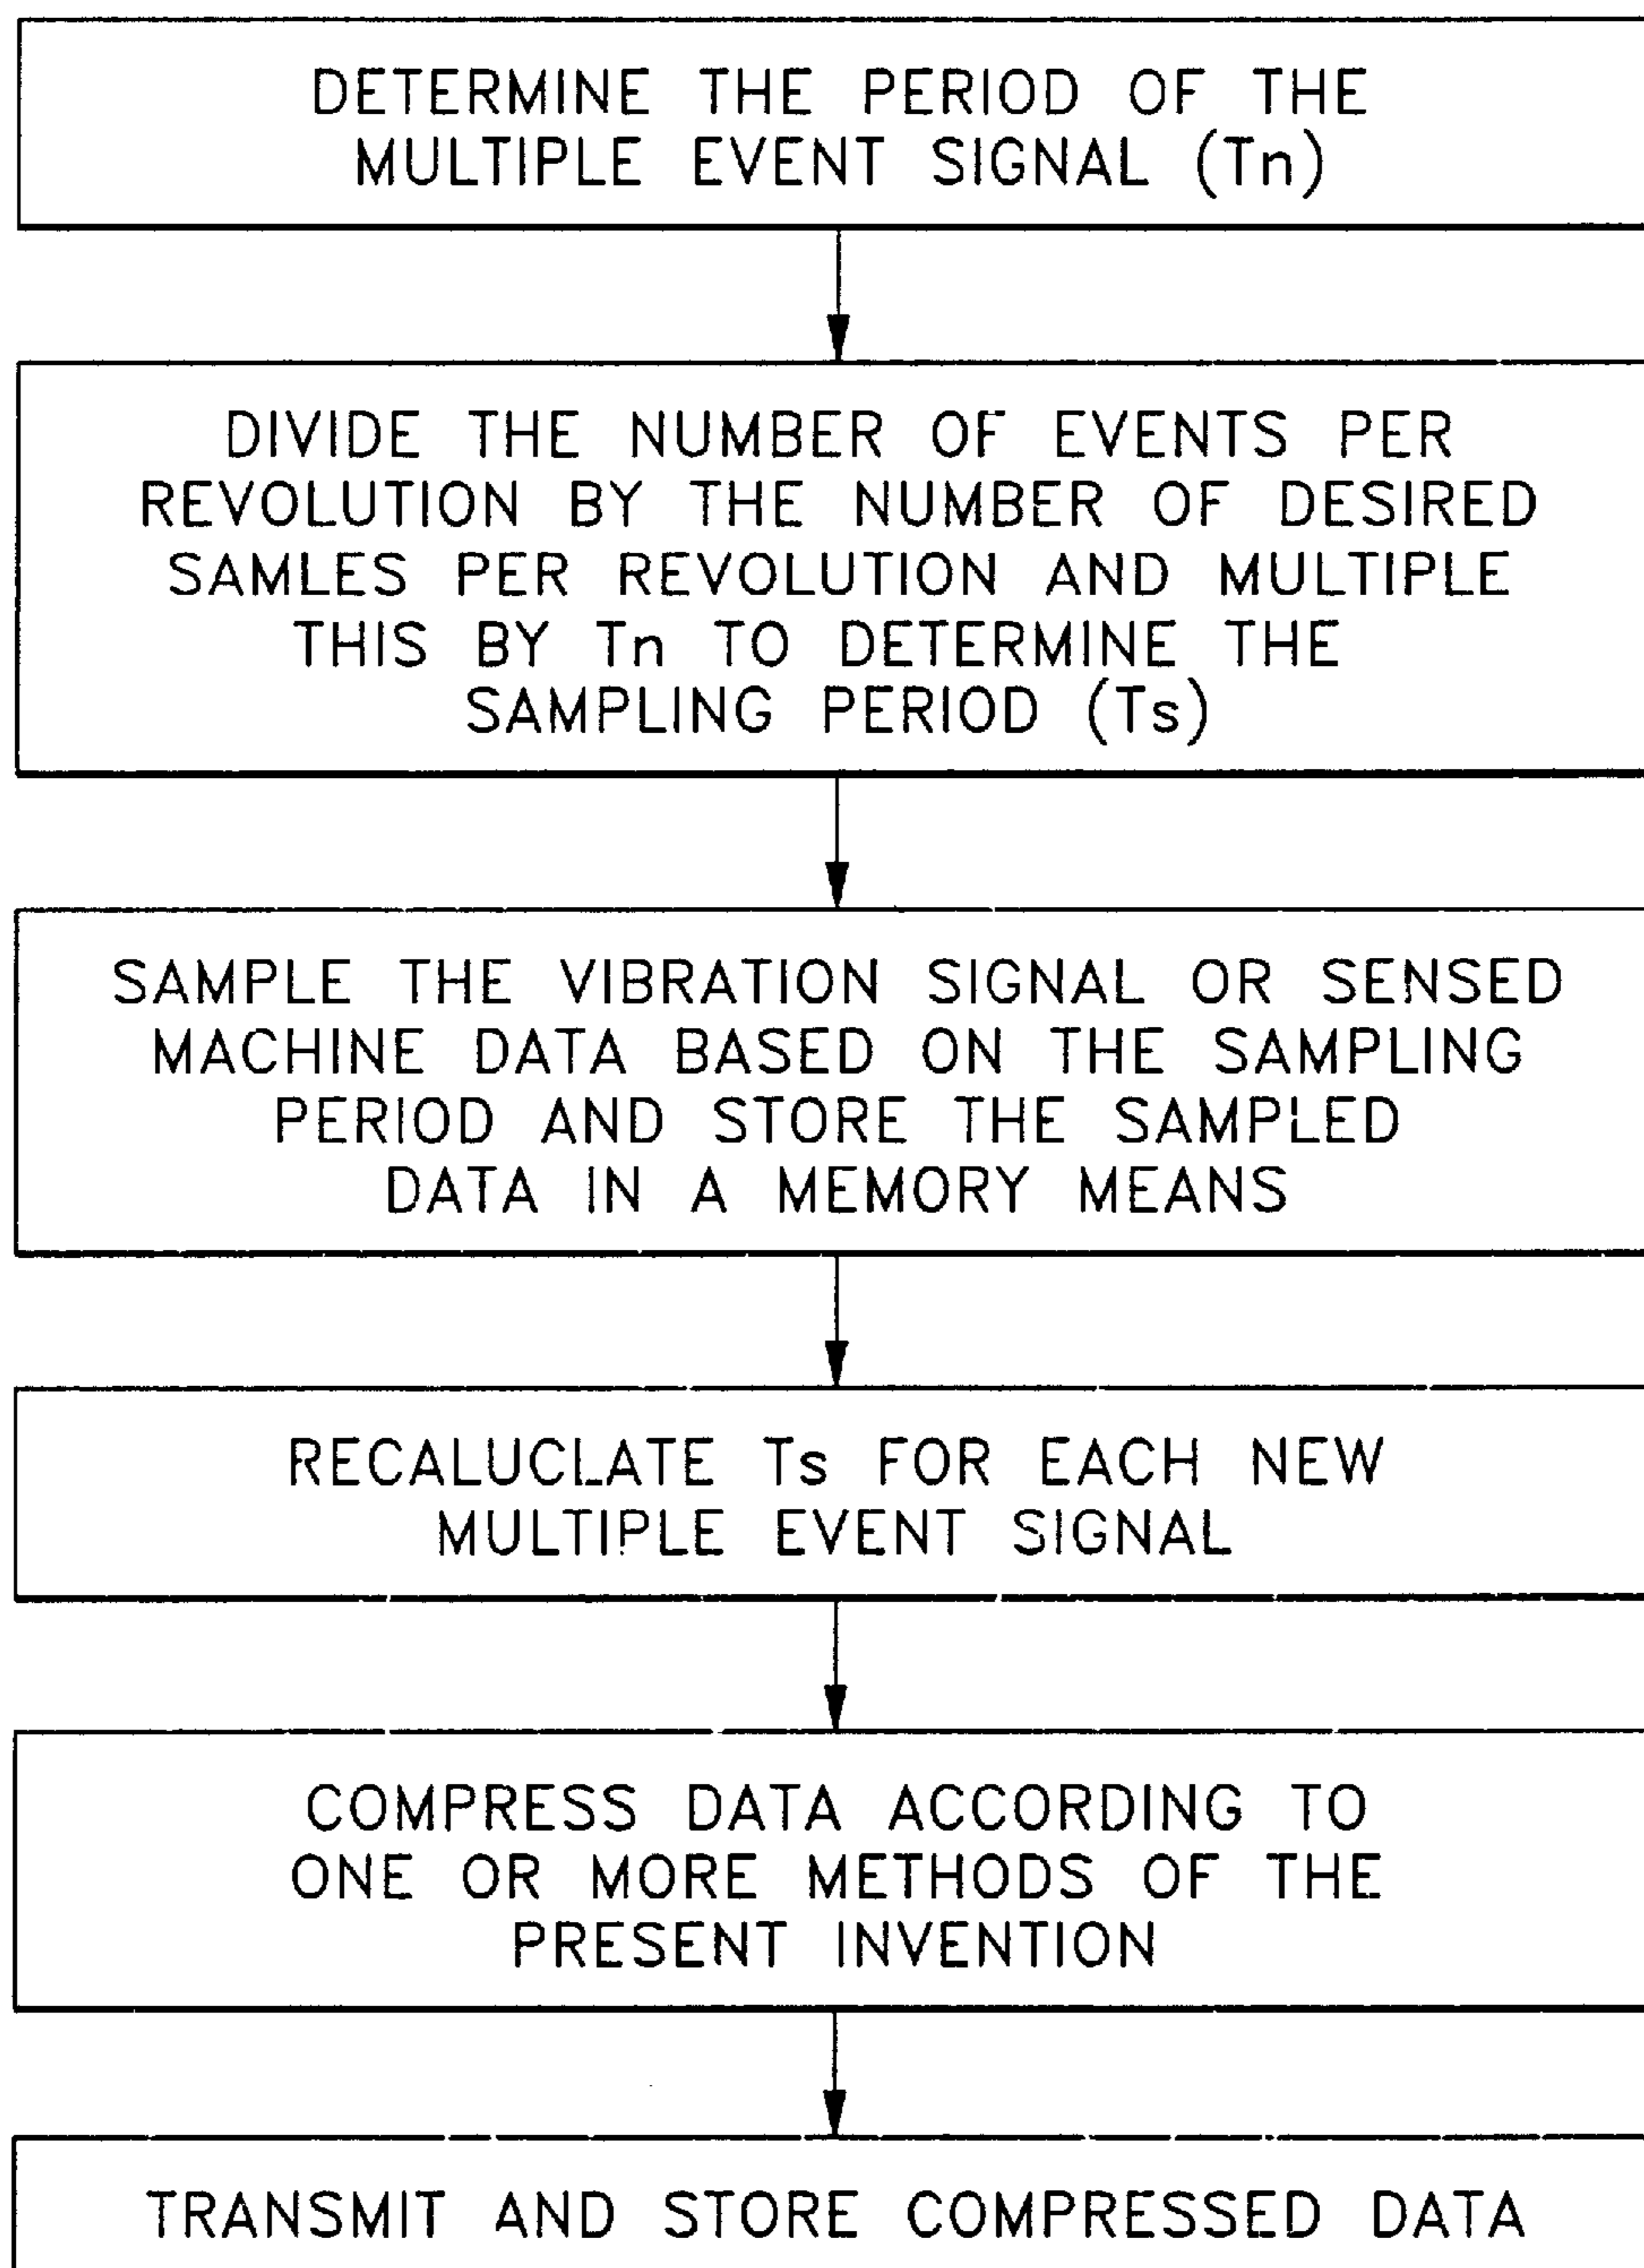 DETERMINE THE PERIOD OF THE
MULTIPLE EVENT SIGNAL (Tn)
DIVIDE THE NUMBER OF EVENTS PER
REVOLUTION BY THE NUMBER OF DESIRED
SAMLES PER REVOLUTION AND MULTIPLE
THIS BY Tn TO DETERMINE THE
SAMPLING PERIOD (Ts)
SAMPLE THE VIBRATION SIGNAL OR SENSED
MACHINE DATA BASED ON THE SAMPLING
PERIOD AND STORE THE SAMPLED
DATA IN A MEMORY MEANS
RECALUCLATE Ts FOR EACH NEW
MULTIPLE EVENT SIGNAL
COMPRESS DATA ACCORDING TO
ONE OR MORE METHODS OF THE
PRESENT INVENTION
TRANSMIT AND STORE COMPRESSED DATA